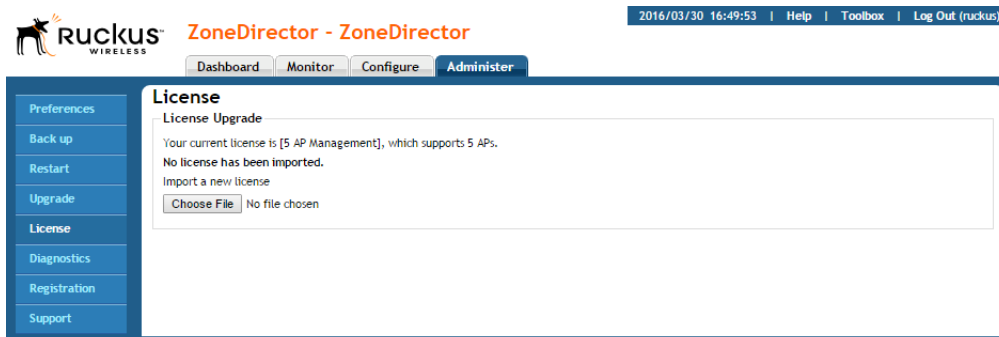 2016/03/30 16:49:53 | Help | Toolbox | Log Out (ruckus)
RUCKUS™
WIRELESS
ZoneDirector - ZoneDirector
Dashboard Monitor Configure Administer
Preferences
Back up
Restart
Upgrade
License
Diagnostics
Registration
Support
License
License Upgrade
Your current license is [5 AP Management], which supports 5 APs.
No license has been imported.
Import a new license
Choose File No file chosen